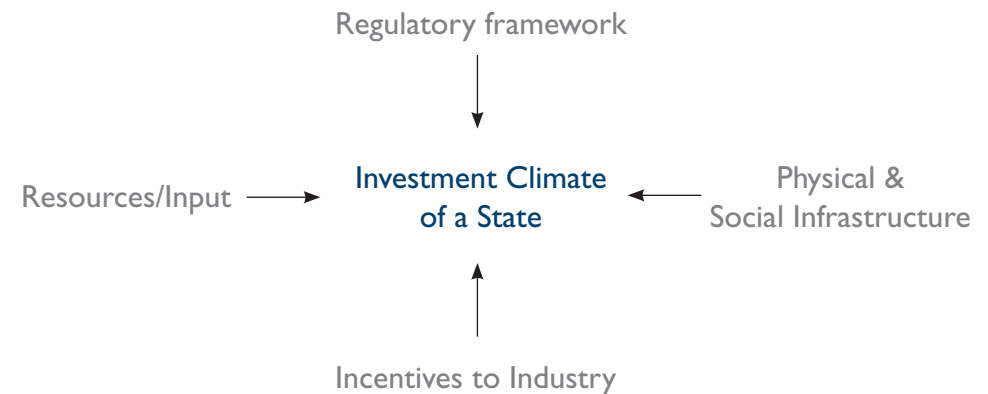 Regulatory framework
Resources/Input
Investment Climate
of a State
Physical &
Social Infrastructure
Incentives to Industry